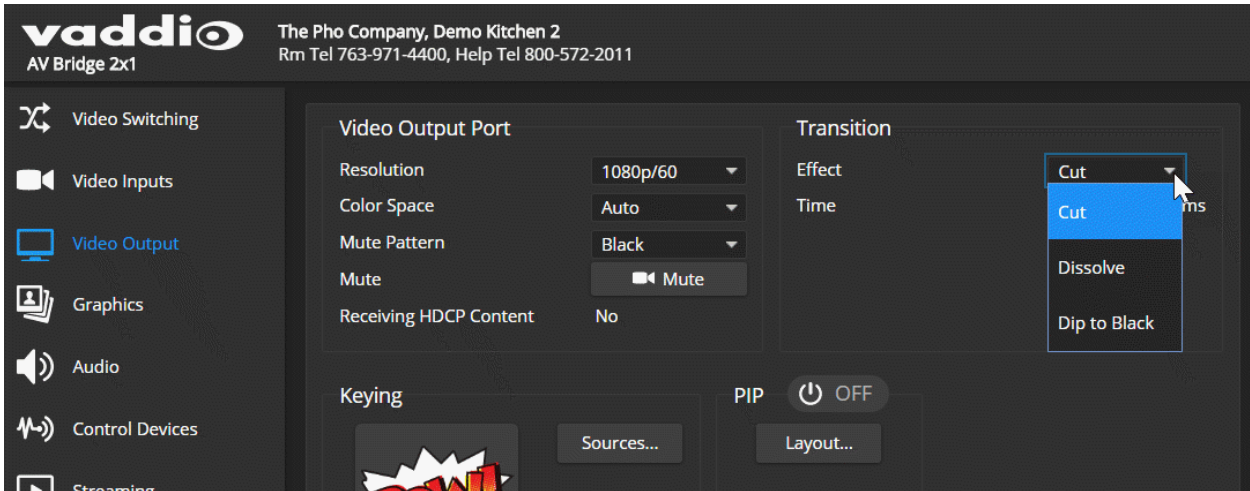 vaddio
AV Bridge 2x1
The Pho Company, Demo Kitchen 2
Rm Tel 763-971-4400, Help Tel 800-572-2011
Video Switching
Video Inputs
Video Output
Graphics
Audio
Control Devices
Streaming
Video Output Port
Resolution 1080p/60
Color Space Auto
Mute Pattern Black
Mute Mute
Receiving HDCP Content No
Transition
Effect Cut
Time ms
Cut
Dissolve
Dip to Black
Keying
Sources...
PIP OFF
Layout...